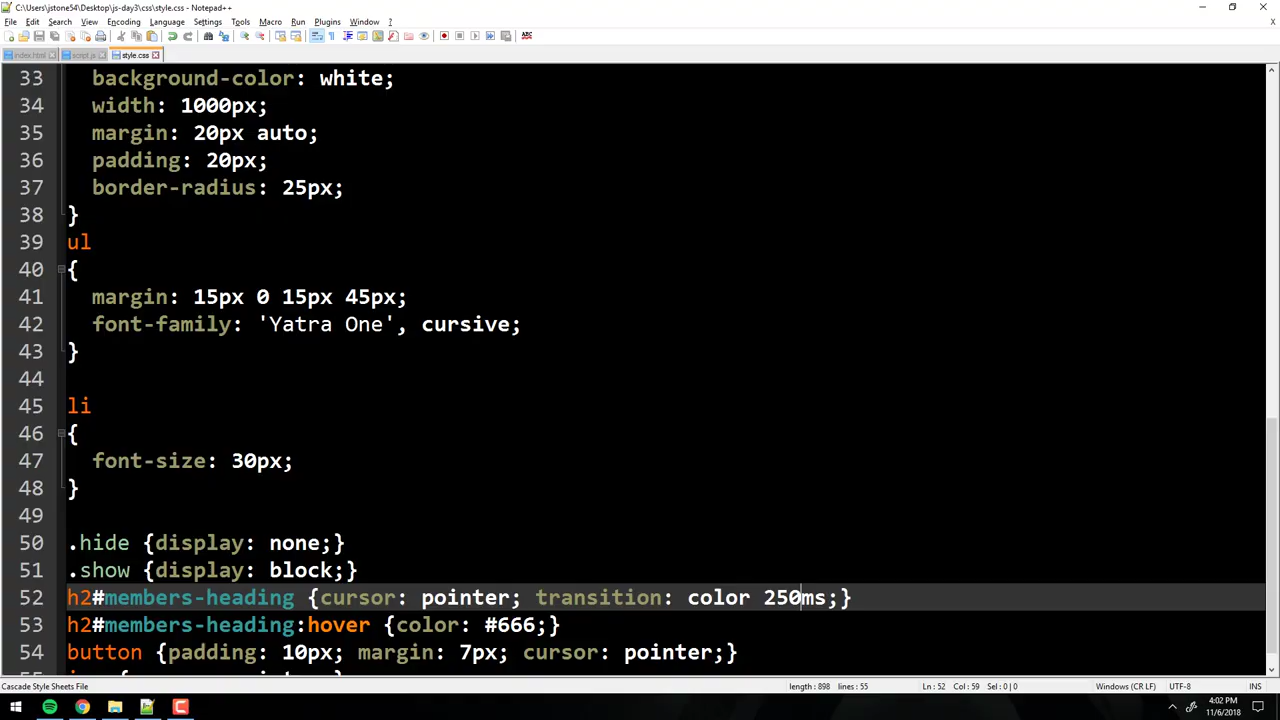 C:\Users\jstone54\Desktop\js-day3\css\style.css - Notepad++
File Edit Search View Encoding Language Settings Tools Macro Run Plugins Window ?
index.html script.js style.css
33 background-color: white;
34 width: 1000px;
35 margin: 20px auto;
36 padding: 20px;
37 border-radius: 25px;
38 }
39 ul
40 {
41 margin: 15px 0 15px 45px;
42 font-family: 'Yatra One', cursive;
43 }
44
45 li
46 {
47 font-size: 30px;
48 }
49
50 .hide {display: none;}
51 .show {display: block;}
52 h2#members-heading {cursor: pointer; transition: color 250ms;}
53 h2#members-heading:hover {color: #666;}
54 button {padding: 10px; margin: 7px; cursor: pointer;}
Cascade Style Sheets File length : 898 lines : 55 Ln : 52 Col : 59 Sel : 0 | 0 Windows (CR LF) UTF-8 INS
4:02 PM
11/6/2018